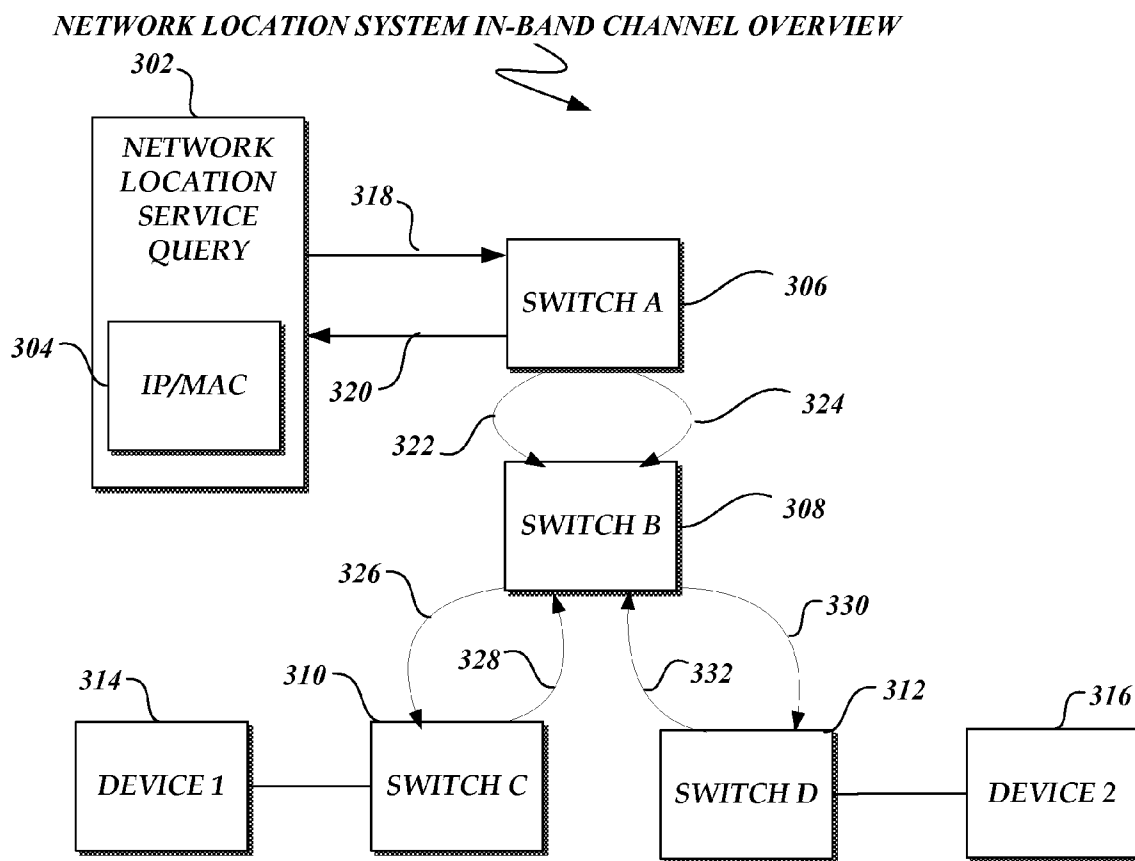 NETWORK LOCATION SYSTEM IN-BAND CHANNEL OVERVIEW
302
NETWORK
LOCATION
SERVICE
QUERY
318
SWITCH A
306
304
IP/MAC
320
322
324
SWITCH B
308
326
330
314
310
328
332
312
316
DEVICE 1
SWITCH C
SWITCH D
DEVICE 2